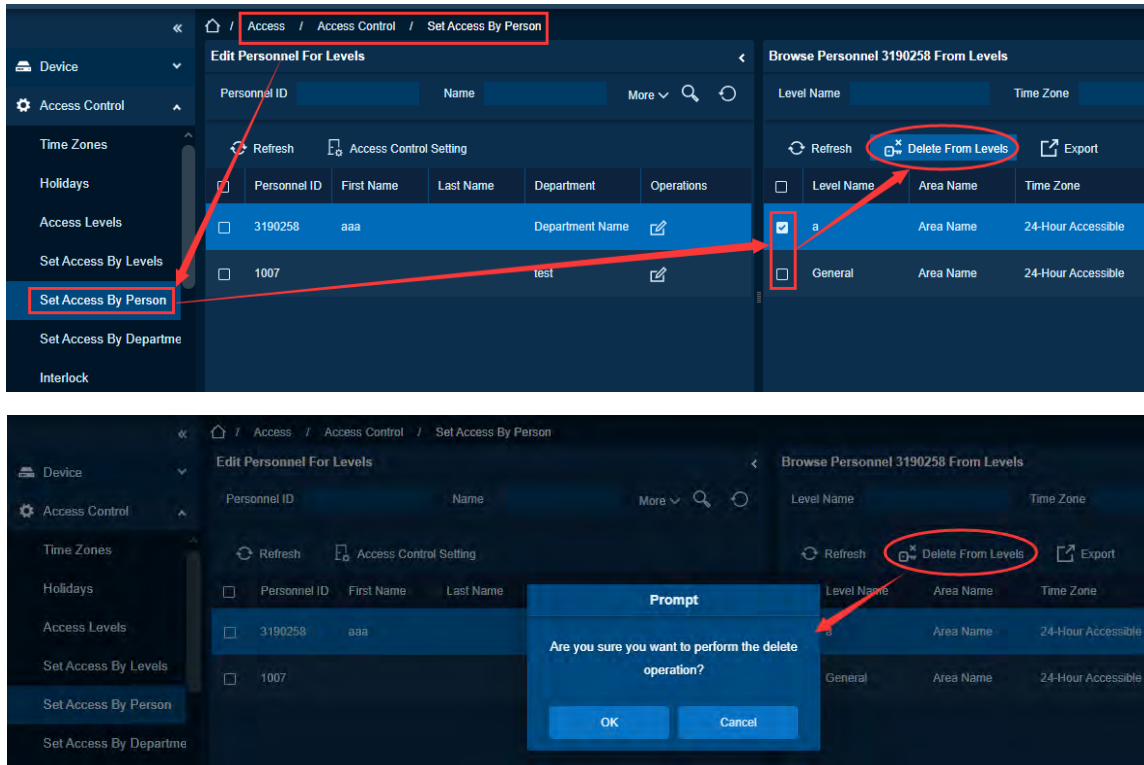 « / Access / Access Control / Set Access By Person
Device
Access Control
Time Zones
Holidays
Access Levels
Set Access By Levels
Set Access By Person
Set Access By Departme
Interlock
Edit Personnel For Levels
Personnel ID Name More
Refresh Access Control Setting
Personnel ID First Name Last Name Department Operations
3190258 aaa Department Name
1007 test
Browse Personnel 3190258 From Levels
Level Name Time Zone
Refresh Delete From Levels Export
Level Name Area Name Time Zone
a Area Name 24-Hour Accessible
General Area Name 24-Hour Accessible
« / Access / Access Control / Set Access By Person
Device
Access Control
Time Zones
Holidays
Access Levels
Set Access By Levels
Set Access By Person
Set Access By Departme
Edit Personnel For Levels
Personnel ID Name More
Refresh Access Control Setting
Personnel ID First Name Last Name
3190258 aaa
1007
Browse Personnel 3190258 From Levels
Level Name Time Zone
Refresh Delete From Levels Export
Level Name Area Name Time Zone
a Area Name 24-Hour Accessible
General Area Name 24-Hour Accessible
Prompt
Are you sure you want to perform the delete
operation?
OK Cancel